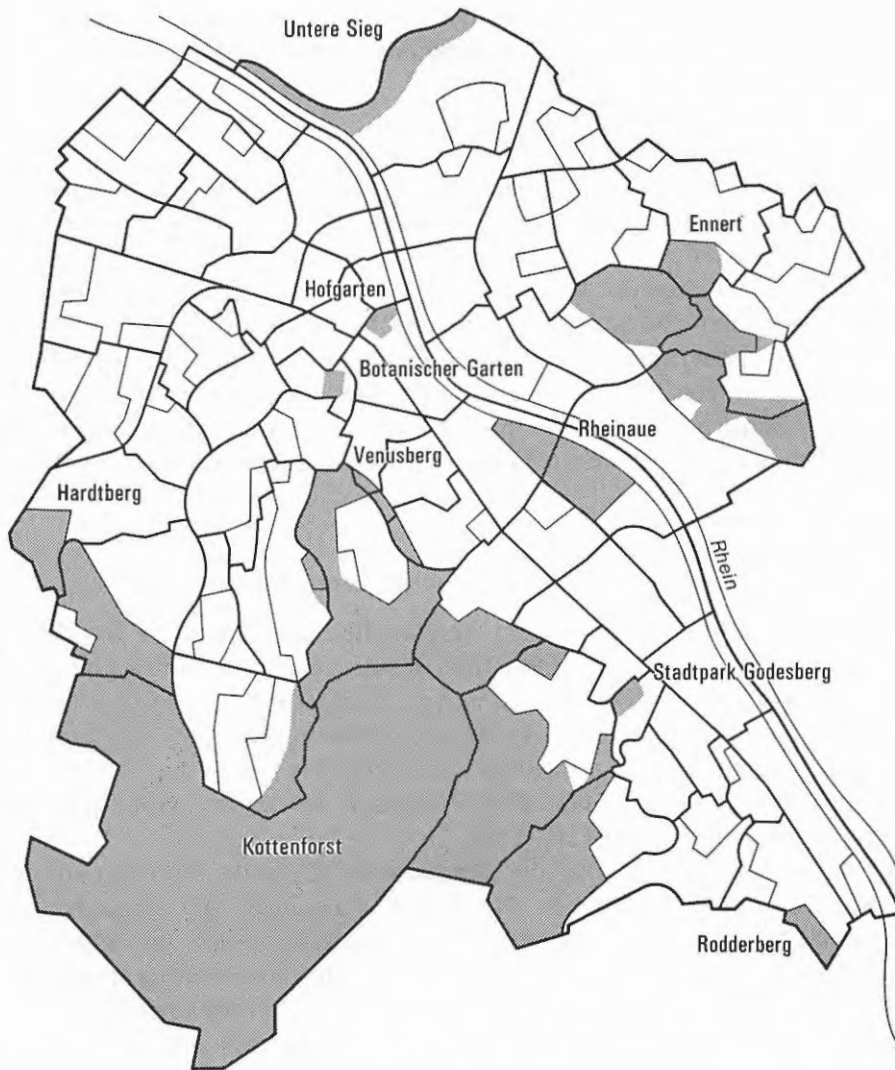 Untere Sieg
Ennert
Hofgarten
Botanischer Garten
Rheinaue
Venusberg
Hardtberg
Rhein
Stadtpark Godesberg
Kottenforst
Rodderberg